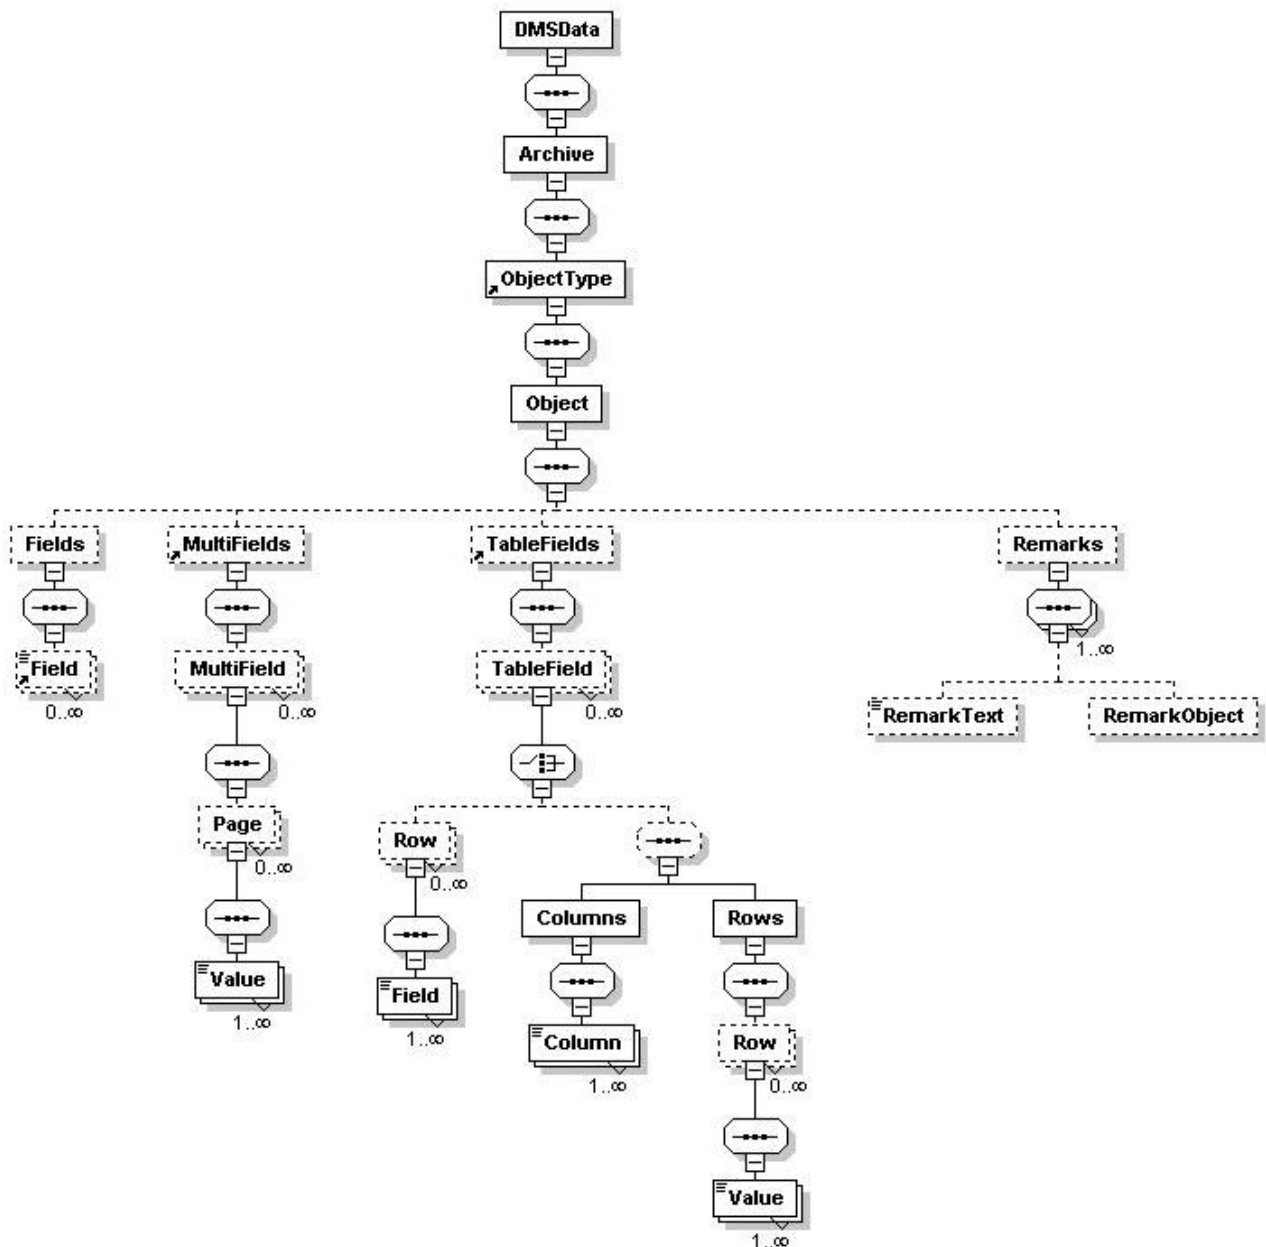 DMSData
Archive
ObjectType
Object
Fields MultiFields TableFields Remarks
1..∞
Field MultiField TableField
0..∞ 0..∞ 0..∞
RemarkText RemarkObject
Page
Row
0..∞
0..∞
Columns Rows
Value
Field
1..∞
1..∞
Column Row
1..∞ 0..∞
Value
1..∞